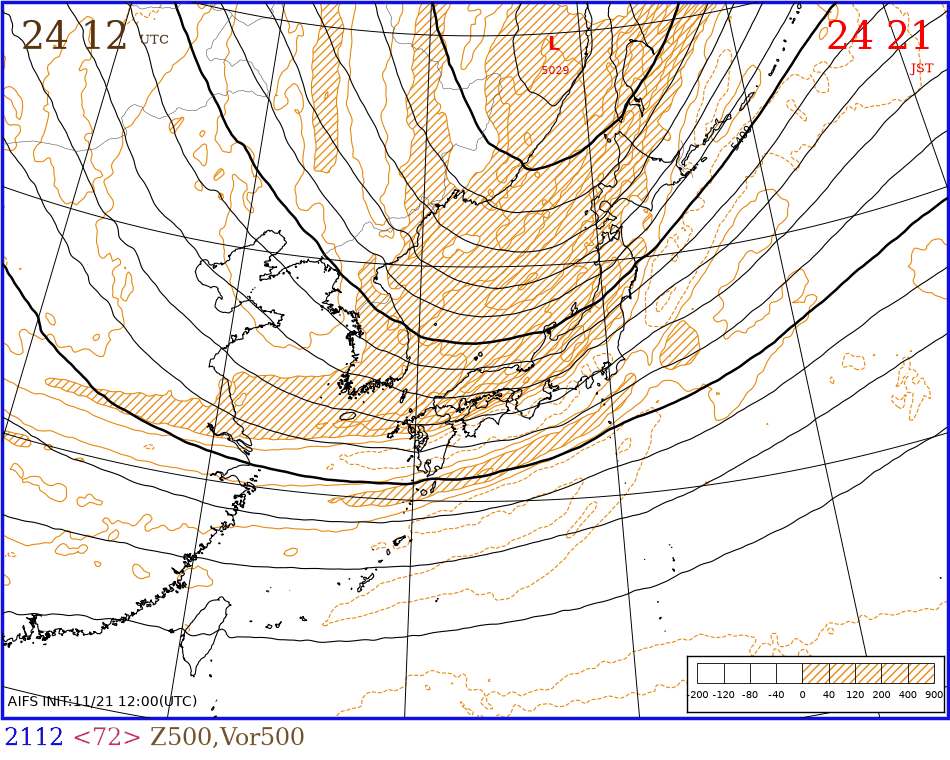 24 12 UTC
24 21 JST
L
5029
5400
-200 -120 -80 -40 0 40 120 200 400 900
AIFS INIT:11/21 12:00(UTC)
2112 <72> Z500,Vor500